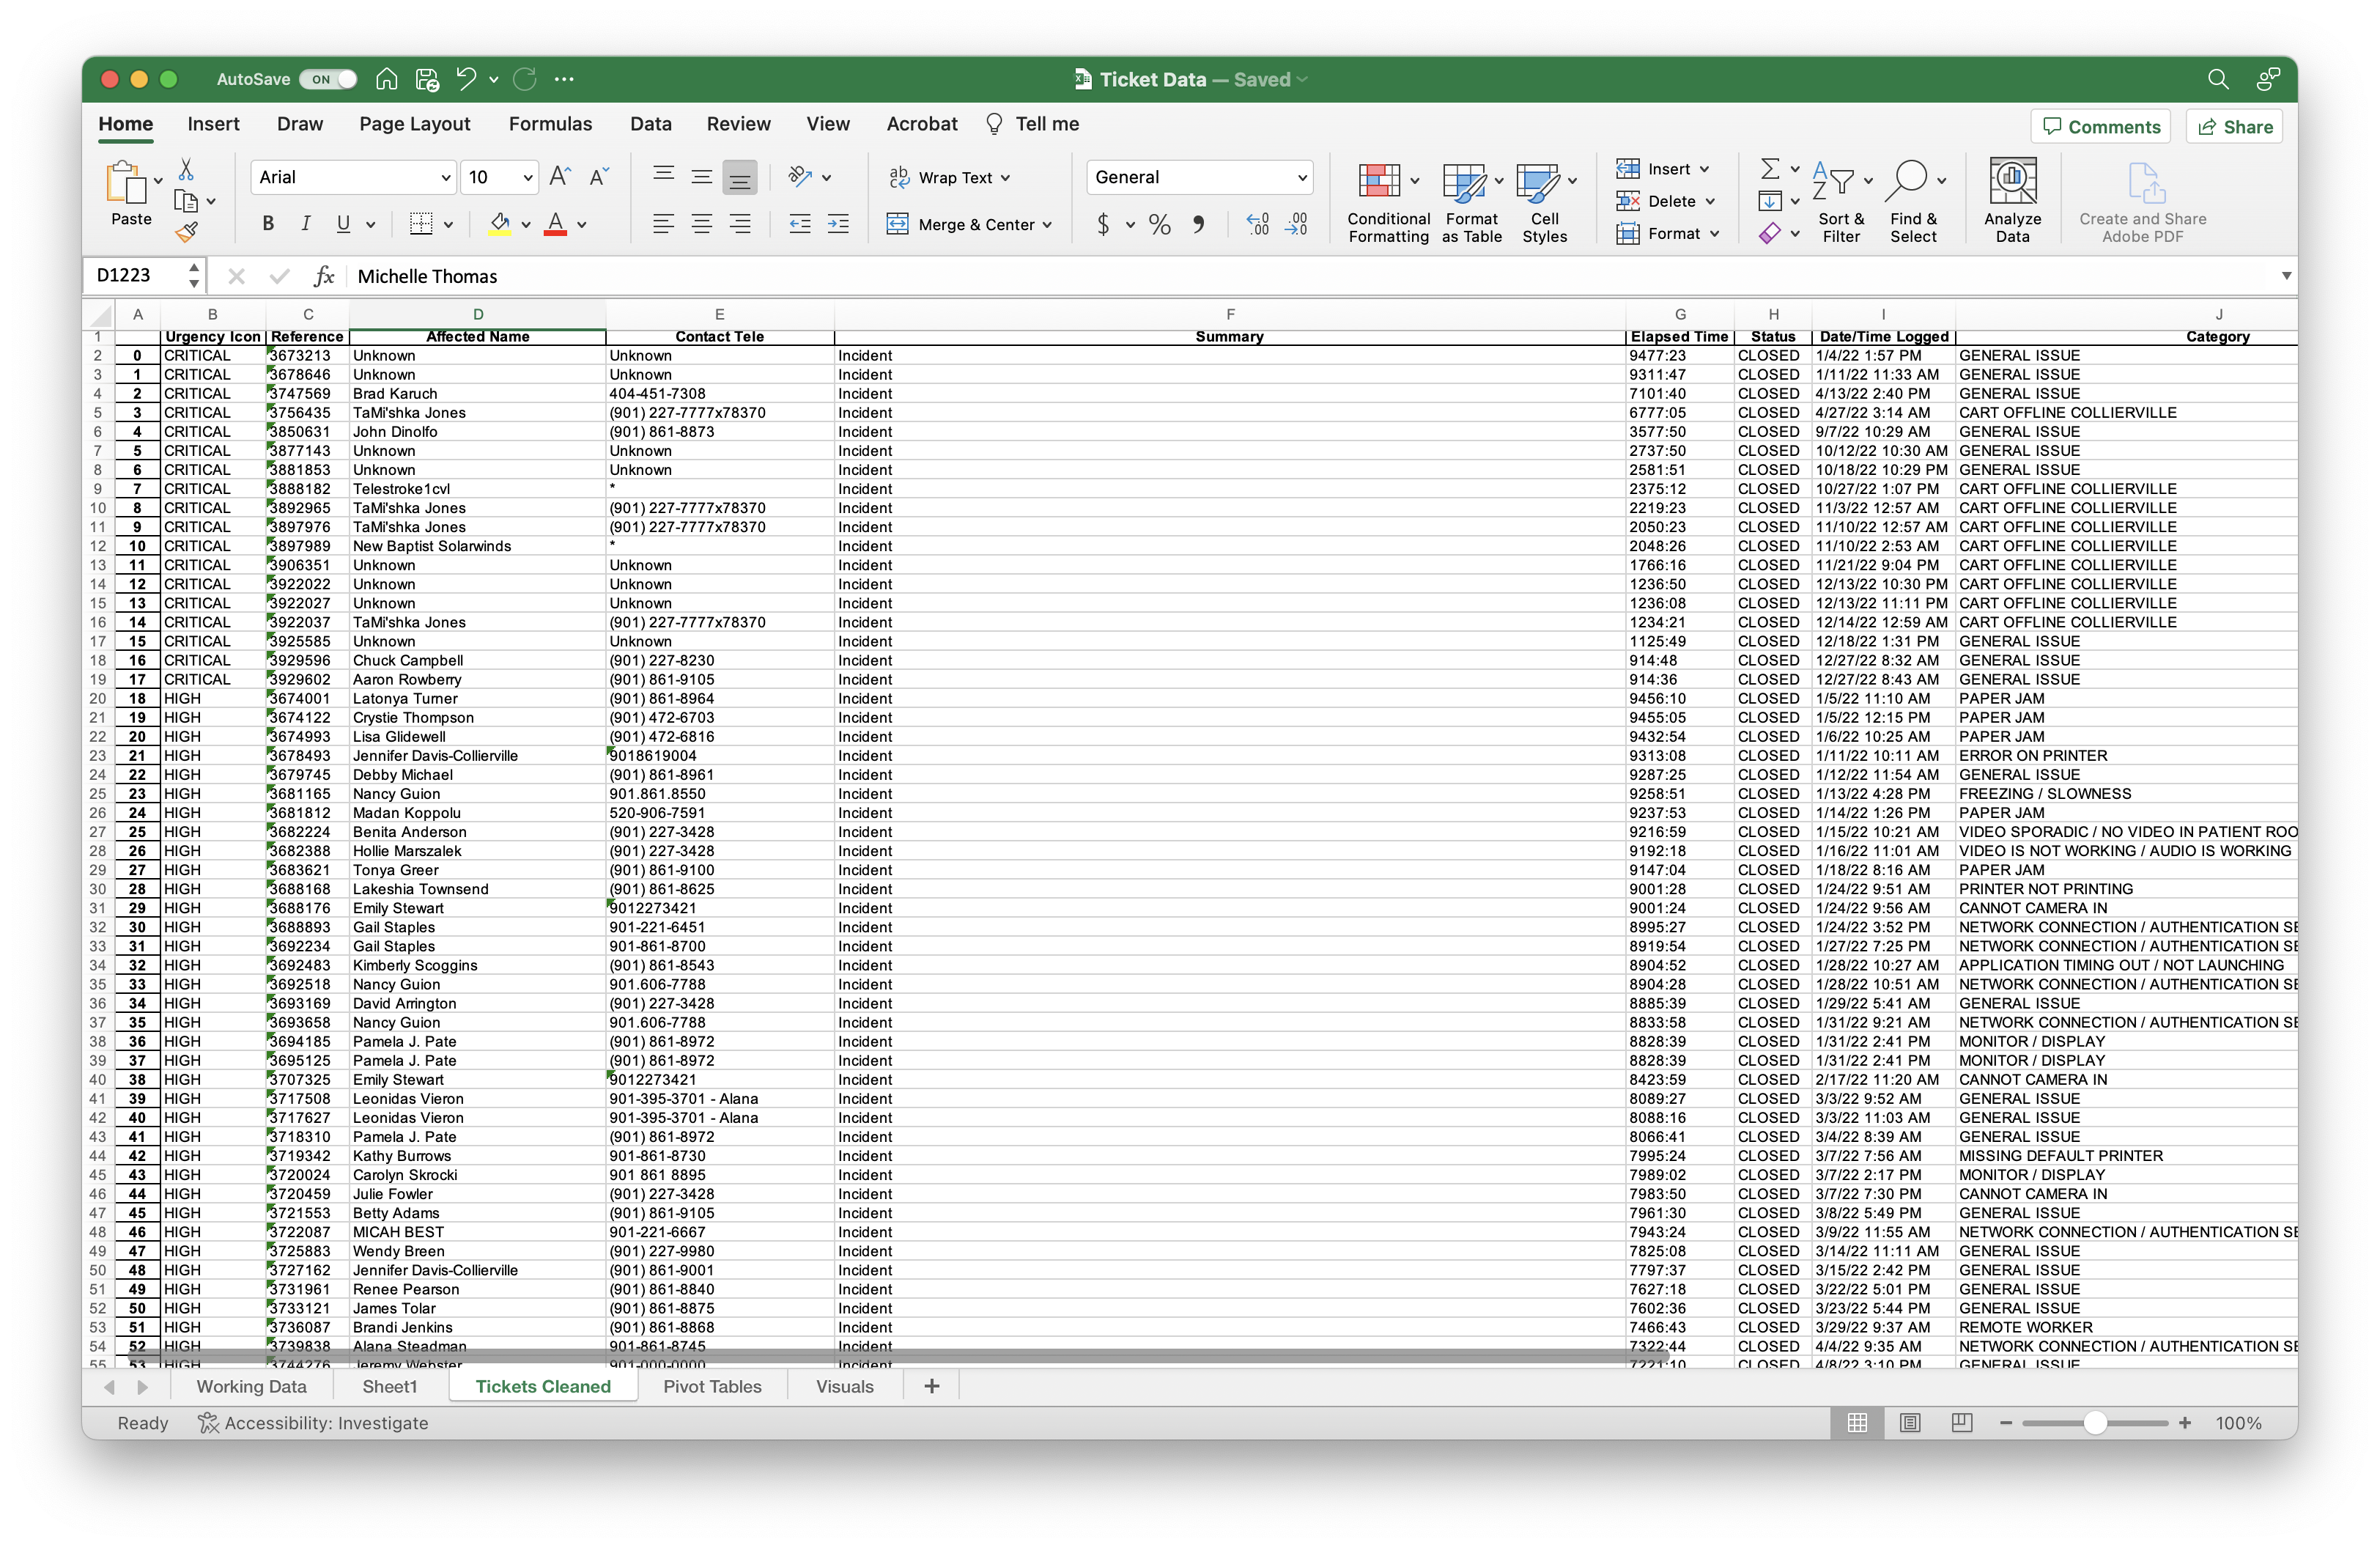 AutoSave ON Ticket Data — Saved
Home Insert Draw Page Layout Formulas Data Review View Acrobat Tell me Comments Share
Paste Arial 10 Wrap Text General Insert
B I U Merge & Center $ % Conditional Formatting Format as Table Cell Styles Delete Format Sort & Filter Find & Select Analyze Data Create and Share Adobe PDF
D1223 fx Michelle Thomas
A B C D E F G H I J
1 Urgency Icon Reference Affected Name Contact Tele Summary Elapsed Time Status Date/Time Logged Category
2 0 CRITICAL 3673213 Unknown Unknown Incident 9477:23 CLOSED 1/4/22 1:57 PM GENERAL ISSUE
3 1 CRITICAL 3678646 Unknown Unknown Incident 9311:47 CLOSED 1/11/22 11:33 AM GENERAL ISSUE
4 2 CRITICAL 3747569 Brad Karuch 404-451-7308 Incident 7101:40 CLOSED 4/13/22 2:40 PM GENERAL ISSUE
5 3 CRITICAL 3756435 TaMi'shka Jones (901) 227-7777x78370 Incident 6777:05 CLOSED 4/27/22 3:14 AM CART OFFLINE COLLIERVILLE
6 4 CRITICAL 3850631 John Dinolfo (901) 861-8873 Incident 3577:50 CLOSED 9/7/22 10:29 AM GENERAL ISSUE
7 5 CRITICAL 3877143 Unknown Unknown Incident 2737:50 CLOSED 10/12/22 10:30 AM GENERAL ISSUE
8 6 CRITICAL 3881853 Unknown Unknown Incident 2581:51 CLOSED 10/18/22 10:29 PM GENERAL ISSUE
9 7 CRITICAL 3888182 Telestroke1cvl * Incident 2375:12 CLOSED 10/27/22 1:07 PM CART OFFLINE COLLIERVILLE
10 8 CRITICAL 3892965 TaMi'shka Jones (901) 227-7777x78370 Incident 2219:23 CLOSED 11/3/22 12:57 AM CART OFFLINE COLLIERVILLE
11 9 CRITICAL 3897976 TaMi'shka Jones (901) 227-7777x78370 Incident 2050:23 CLOSED 11/10/22 12:57 AM CART OFFLINE COLLIERVILLE
12 10 CRITICAL 3897989 New Baptist Solarwinds * Incident 2048:26 CLOSED 11/10/22 2:53 AM CART OFFLINE COLLIERVILLE
13 11 CRITICAL 3906351 Unknown Unknown Incident 1766:16 CLOSED 11/21/22 9:04 PM CART OFFLINE COLLIERVILLE
14 12 CRITICAL 3922022 Unknown Unknown Incident 1236:50 CLOSED 12/13/22 10:30 PM CART OFFLINE COLLIERVILLE
15 13 CRITICAL 3922027 Unknown Unknown Incident 1236:08 CLOSED 12/13/22 11:11 PM CART OFFLINE COLLIERVILLE
16 14 CRITICAL 3922037 TaMi'shka Jones (901) 227-7777x78370 Incident 1234:21 CLOSED 12/14/22 12:59 AM CART OFFLINE COLLIERVILLE
17 15 CRITICAL 3925585 Unknown Unknown Incident 1125:49 CLOSED 12/18/22 1:31 PM GENERAL ISSUE
18 16 CRITICAL 3929596 Chuck Campbell (901) 227-8230 Incident 914:48 CLOSED 12/27/22 8:32 AM GENERAL ISSUE
19 17 CRITICAL 3929602 Aaron Rowberry (901) 861-9105 Incident 914:36 CLOSED 12/27/22 8:43 AM GENERAL ISSUE
20 18 HIGH 3674001 Latonya Turner (901) 861-8964 Incident 9456:10 CLOSED 1/5/22 11:10 AM PAPER JAM
21 19 HIGH 3674122 Crystie Thompson (901) 472-6703 Incident 9455:05 CLOSED 1/5/22 12:15 PM PAPER JAM
22 20 HIGH 3674993 Lisa Glidewell (901) 472-6816 Incident 9432:54 CLOSED 1/6/22 10:25 AM PAPER JAM
23 21 HIGH 3678493 Jennifer Davis-Collierville 9018619004 Incident 9313:08 CLOSED 1/11/22 10:11 AM ERROR ON PRINTER
24 22 HIGH 3679745 Debby Michael (901) 861-8961 Incident 9287:25 CLOSED 1/12/22 11:54 AM GENERAL ISSUE
25 23 HIGH 3681165 Nancy Guion 901.861.8550 Incident 9258:51 CLOSED 1/13/22 4:28 PM FREEZING / SLOWNESS
26 24 HIGH 3681812 Madan Koppolu 520-906-7591 Incident 9237:53 CLOSED 1/14/22 1:26 PM PAPER JAM
27 25 HIGH 3682224 Benita Anderson (901) 227-3428 Incident 9216:59 CLOSED 1/15/22 10:21 AM VIDEO SPORADIC / NO VIDEO IN PATIENT ROO
28 26 HIGH 3682388 Hollie Marszalek (901) 227-3428 Incident 9192:18 CLOSED 1/16/22 11:01 AM VIDEO IS NOT WORKING / AUDIO IS WORKING
29 27 HIGH 3683621 Tonya Greer (901) 861-9100 Incident 9147:04 CLOSED 1/18/22 8:16 AM PAPER JAM
30 28 HIGH 3688168 Lakeshia Townsend (901) 861-8625 Incident 9001:28 CLOSED 1/24/22 9:51 AM PRINTER NOT PRINTING
31 29 HIGH 3688176 Emily Stewart 9012273421 Incident 9001:24 CLOSED 1/24/22 9:56 AM CANNOT CAMERA IN
32 30 HIGH 3688893 Gail Staples 901-221-6451 Incident 8995:27 CLOSED 1/24/22 3:52 PM NETWORK CONNECTION / AUTHENTICATION SE
33 31 HIGH 3692234 Gail Staples 901-861-8700 Incident 8919:54 CLOSED 1/27/22 7:25 PM NETWORK CONNECTION / AUTHENTICATION SE
34 32 HIGH 3692483 Kimberly Scoggins (901) 861-8543 Incident 8904:52 CLOSED 1/28/22 10:27 AM APPLICATION TIMING OUT / NOT LAUNCHING
35 33 HIGH 3692518 Nancy Guion 901.606-7788 Incident 8904:28 CLOSED 1/28/22 10:51 AM NETWORK CONNECTION / AUTHENTICATION SE
36 34 HIGH 3693169 David Arrington (901) 227-3428 Incident 8885:39 CLOSED 1/29/22 5:41 AM GENERAL ISSUE
37 35 HIGH 3693658 Nancy Guion 901.606-7788 Incident 8833:58 CLOSED 1/31/22 9:21 AM NETWORK CONNECTION / AUTHENTICATION SE
38 36 HIGH 3694185 Pamela J. Pate (901) 861-8972 Incident 8828:39 CLOSED 1/31/22 2:41 PM MONITOR / DISPLAY
39 37 HIGH 3695125 Pamela J. Pate (901) 861-8972 Incident 8828:39 CLOSED 1/31/22 2:41 PM MONITOR / DISPLAY
40 38 HIGH 3707325 Emily Stewart 9012273421 Incident 8423:59 CLOSED 2/17/22 11:20 AM CANNOT CAMERA IN
41 39 HIGH 3717508 Leonidas Vieron 901-395-3701 - Alana Incident 8089:27 CLOSED 3/3/22 9:52 AM GENERAL ISSUE
42 40 HIGH 3717627 Leonidas Vieron 901-395-3701 - Alana Incident 8088:16 CLOSED 3/3/22 11:03 AM GENERAL ISSUE
43 41 HIGH 3718310 Pamela J. Pate (901) 861-8972 Incident 8066:41 CLOSED 3/4/22 8:39 AM GENERAL ISSUE
44 42 HIGH 3719342 Kathy Burrows 901-861-8730 Incident 7995:24 CLOSED 3/7/22 7:56 AM MISSING DEFAULT PRINTER
45 43 HIGH 3720024 Carolyn Skrocki 901 861 8895 Incident 7989:02 CLOSED 3/7/22 2:17 PM MONITOR / DISPLAY
46 44 HIGH 3720459 Julie Fowler (901) 227-3428 Incident 7983:50 CLOSED 3/7/22 7:30 PM CANNOT CAMERA IN
47 45 HIGH 3721553 Betty Adams (901) 861-9105 Incident 7961:30 CLOSED 3/8/22 5:49 PM GENERAL ISSUE
48 46 HIGH 3722087 MICAH BEST 901-221-6667 Incident 7943:24 CLOSED 3/9/22 11:55 AM NETWORK CONNECTION / AUTHENTICATION SE
49 47 HIGH 3725883 Wendy Breen (901) 227-9980 Incident 7825:08 CLOSED 3/14/22 11:11 AM GENERAL ISSUE
50 48 HIGH 3727162 Jennifer Davis-Collierville (901) 861-9001 Incident 7797:37 CLOSED 3/15/22 2:42 PM GENERAL ISSUE
51 49 HIGH 3731961 Renee Pearson (901) 861-8840 Incident 7627:18 CLOSED 3/22/22 5:01 PM GENERAL ISSUE
52 50 HIGH 3733121 James Tolar (901) 861-8875 Incident 7602:36 CLOSED 3/23/22 5:44 PM GENERAL ISSUE
53 51 HIGH 3736087 Brandi Jenkins (901) 861-8868 Incident 7466:43 CLOSED 3/29/22 9:37 AM REMOTE WORKER
54 52 HIGH 3739838 Alana Steadman 901-861-8745 Incident 7322:44 CLOSED 4/4/22 9:35 AM NETWORK CONNECTION / AUTHENTICATION SE
55 53 HIGH 3744276 Jeremy Webster 901-000-0000 Incident 7221:10 CLOSED 4/8/22 3:10 PM GENERAL ISSUE
Working Data Sheet1 Tickets Cleaned Pivot Tables Visuals +
Ready Accessibility: Investigate 100%